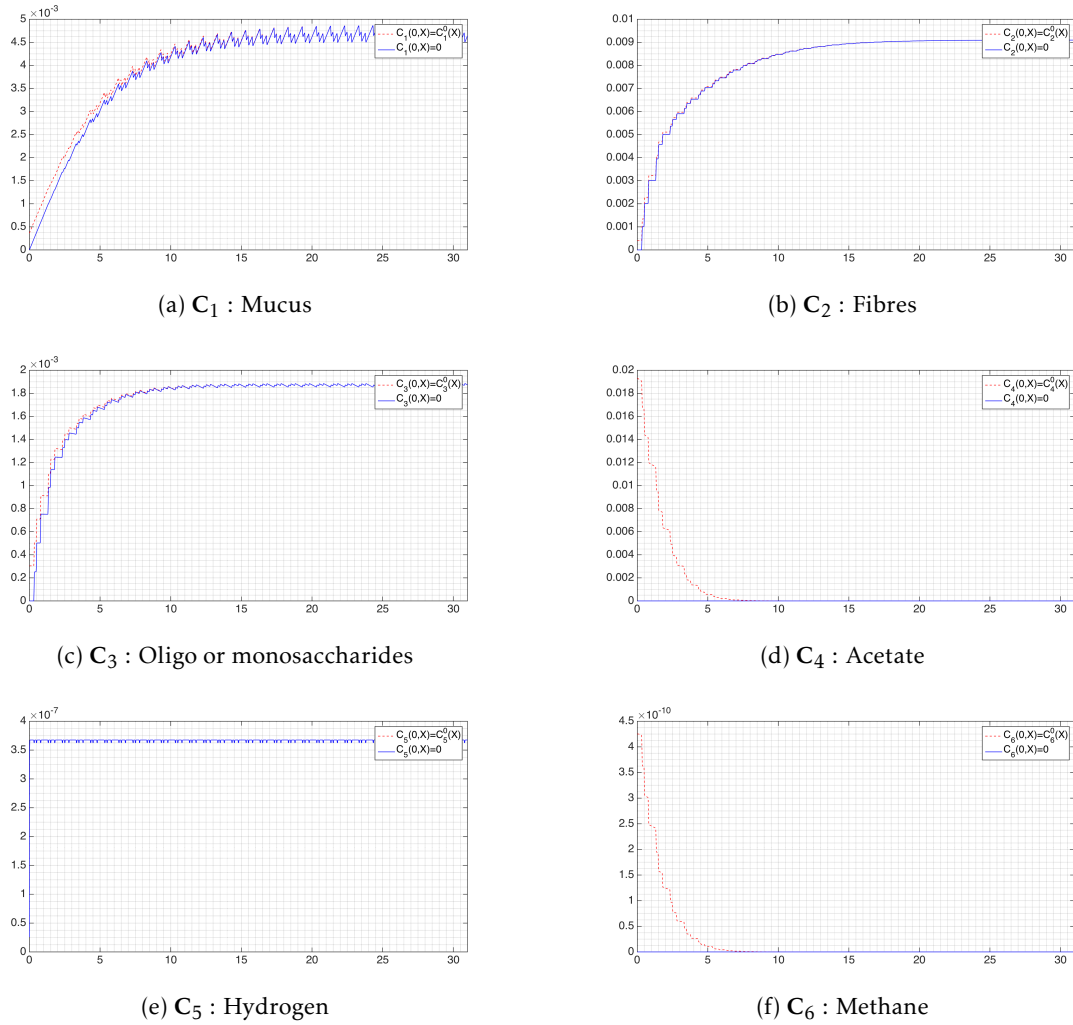 ×10⁻³
5
4.5
4
3.5
3
2.5
2
1.5
1
0.5
0
0 5 10 15 20 25 30
C₁(0,X)=C₁⁰(X)
C₁(0,X)=0
(a) C₁ : Mucus
0.01
0.009
0.008
0.007
0.006
0.005
0.004
0.003
0.002
0.001
0
0 5 10 15 20 25 30
C₂(0,X)=C₂⁰(X)
C₂(0,X)=0
(b) C₂ : Fibres
×10⁻³
2
1.8
1.6
1.4
1.2
1
0.8
0.6
0.4
0.2
0
0 5 10 15 20 25 30
C₃(0,X)=C₃⁰(X)
C₃(0,X)=0
(c) C₃ : Oligo or monosaccharides
0.02
0.018
0.016
0.014
0.012
0.01
0.008
0.006
0.004
0.002
0
0 5 10 15 20 25 30
C₄(0,X)=C₄⁰(X)
C₄(0,X)=0
(d) C₄ : Acetate
×10⁻⁷
4
3.5
3
2.5
2
1.5
1
0.5
0
0 5 10 15 20 25 30
C₅(0,X)=C₅⁰(X)
C₅(0,X)=0
(e) C₅ : Hydrogen
×10⁻¹⁰
4.5
4
3.5
3
2.5
2
1.5
1
0.5
0
0 5 10 15 20 25 30
C₆(0,X)=C₆⁰(X)
C₆(0,X)=0
(f) C₆ : Methane